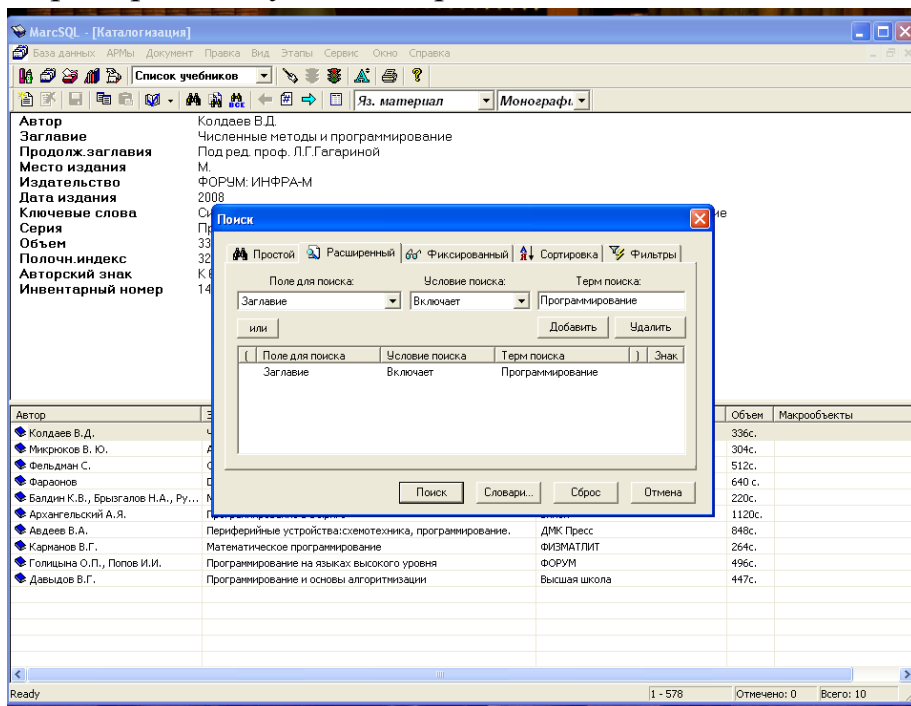 MarcSQL - [Каталогизация]
База данных АРМы Документ Правка Вид Этапы Сервис Окно Справка
Список учебников
ВСЕ Яз. материал Монографи.
Автор Колдаев В.Д.
Заглавие Численные методы и программирование
Продолж.заглавия Под ред. проф. Л.Г.Гагариной
Место издания М.
Издательство ФОРУМ: ИНФРА-М
Дата издания 2008
Ключевые слова
Серия
Объем 33
Полочн.индекс 32
Авторский знак К
Инвентарный номер 14
Поиск
Простой Расширенный Фиксированный Сортировка Фильтры
Поле для поиска: Условие поиска: Терм поиска:
Заглавие Включает Программирование
или Добавить Удалить
( Поле для поиска Условие поиска Терм поиска ) Знак
Заглавие Включает Программирование
Поиск Словари... Сброс Отмена
Автор Объем Макрообъекты
Колдаев В.Д. 336с.
Микрюков В. Ю. 304с.
Фельдман С. 512с.
Фараонов 640 с.
Балдин К.В., Брызгалов Н.А., Ру... 220с.
Архангельский А.Я. 1120с.
Авдеев В.А. Периферийные устройства:схемотехника, программирование. ДМК Пресс 848с.
Карманов В.Г. Математическое программирование ФИЗМАТЛИТ 264с.
Голицына О.П., Попов И.И. Программирование на языках высокого уровня ФОРУМ 496с.
Давыдов В.Г. Программирование и основы алгоритмизации Высшая школа 447с.
Ready 1 - 578 Отмечено: 0 Всего: 10